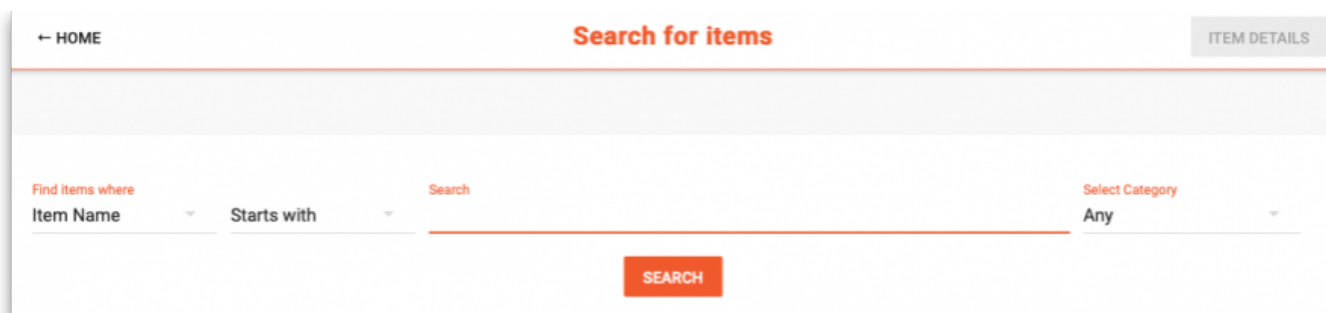 ← HOME
Search for items
ITEM DETAILS
Find items where
Item Name
Starts with
Search
Select Category
Any
SEARCH